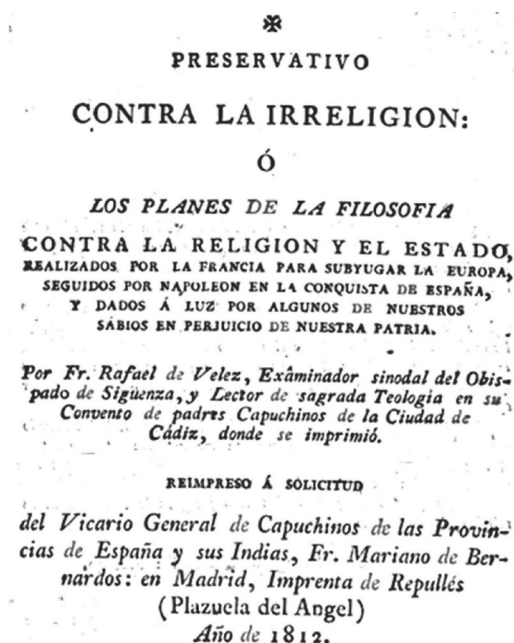 PRESERVATIVO
CONTRA LA IRRELIGION:
Ó
LOS PLANES DE LA FILOSOFIA
CONTRA LA RELIGION Y EL ESTADO,
REALIZADOS POR LA FRANCIA PARA SUBYUGAR LA EUROPA,
SEGUIDOS POR NAPOLEON EN LA CONQUISTA DE ESPAÑA,
Y DADOS Á LUZ POR ALGUNOS DE NUESTROS
SÁBIOS EN PERJUICIO DE NUESTRA PATRIA.
Por Fr. Rafael de Velez, Exâminador sinodal del Obis-
pado de Sigüenza, y Lector de sagrada Teologia en su
Convento de padres Capuchinos de la Ciudad de
Cádiz, donde se imprimió.
REIMPRESO Á SOLICITUD
del Vicario General de Capuchinos de las Provin-
cias de España y sus Indias, Fr. Mariano de Ber-
nardos: en Madrid, Imprenta de Repullés
(Plazuela del Angel)
Año de 1812.